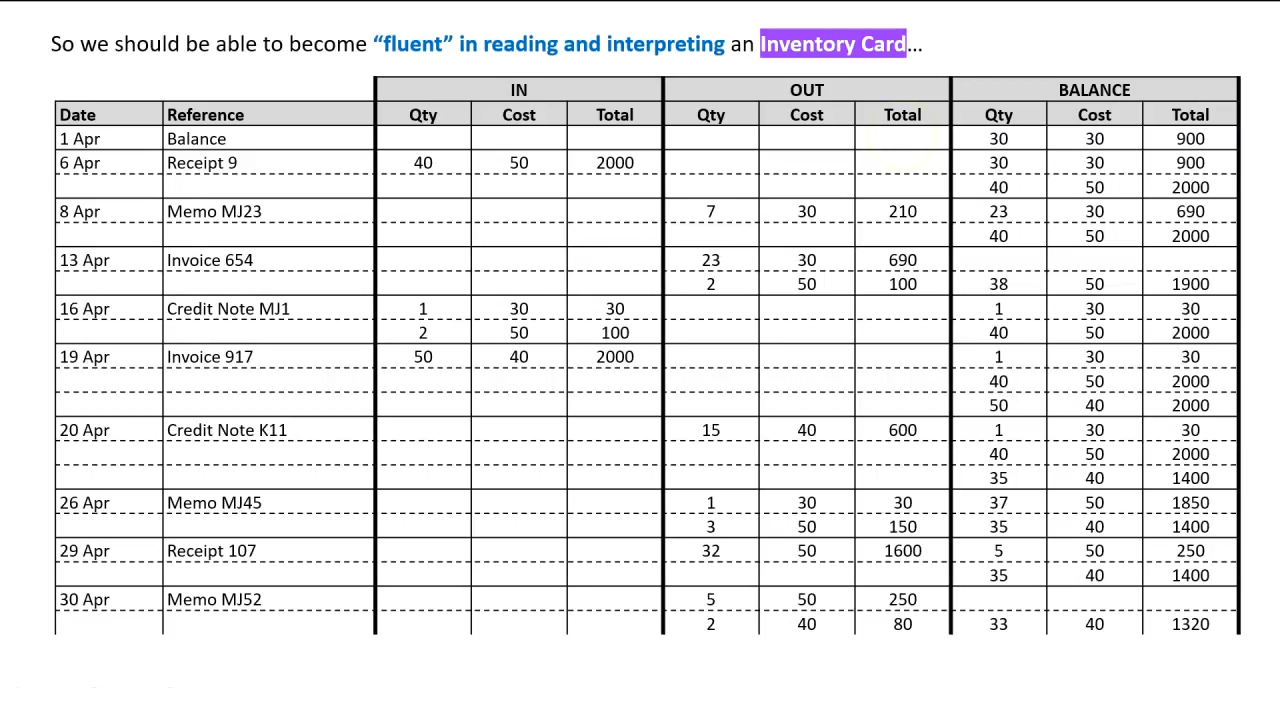 So we should be able to become “fluent” in reading and interpreting an Inventory Card...
IN OUT BALANCE
Date Reference Qty Cost Total Qty Cost Total Qty Cost Total
1 Apr Balance 30 30 900
6 Apr Receipt 9 40 50 2000 30 30 900
40 50 2000
8 Apr Memo MJ23 7 30 210 23 30 690
40 50 2000
13 Apr Invoice 654 23 30 690
2 50 100 38 50 1900
16 Apr Credit Note MJ1 1 30 30 1 30 30
2 50 100 40 50 2000
19 Apr Invoice 917 50 40 2000 1 30 30
40 50 2000
50 40 2000
20 Apr Credit Note K11 15 40 600 1 30 30
40 50 2000
35 40 1400
26 Apr Memo MJ45 1 30 30 37 50 1850
3 50 150 35 40 1400
29 Apr Receipt 107 32 50 1600 5 50 250
35 40 1400
30 Apr Memo MJ52 5 50 250
2 40 80 33 40 1320